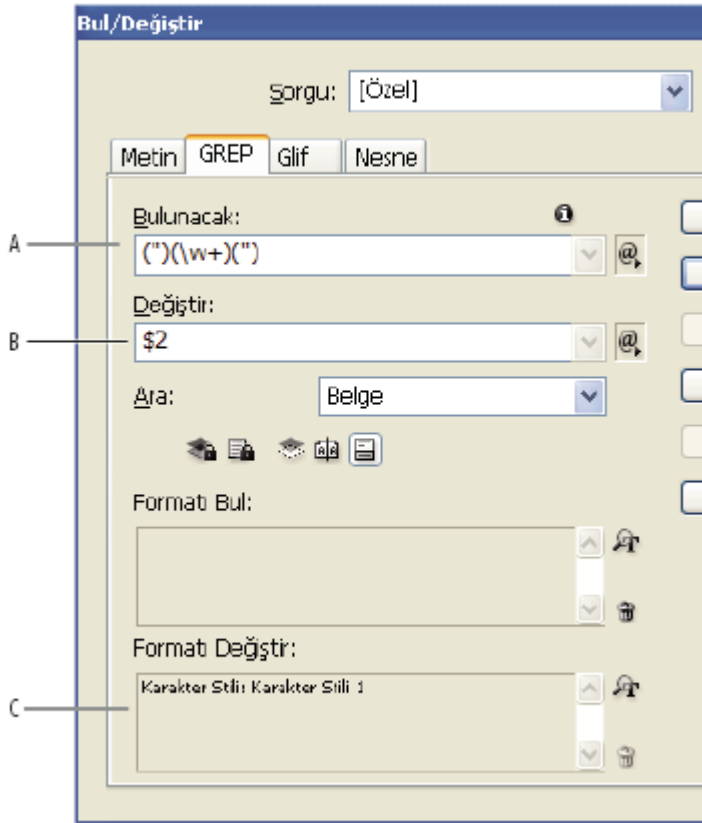 Bul/Değiştir
Sorgu: [Özel]
Metin GREP Glif Nesne
Bulunacak:
A (")(\w+)(")
Değiştir:
B $2
Ara: Belge
Formatı Bul:
Formatı Değiştir:
C Karakter Stili: Karakter Stili 1